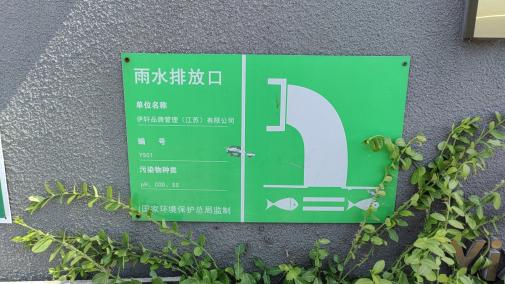 雨水排放口
单位名称
伊轩品牌管理（江苏）有限公司
编 号
YS01
污染物种类
pH、COD、SS
国家环境保护总局监制